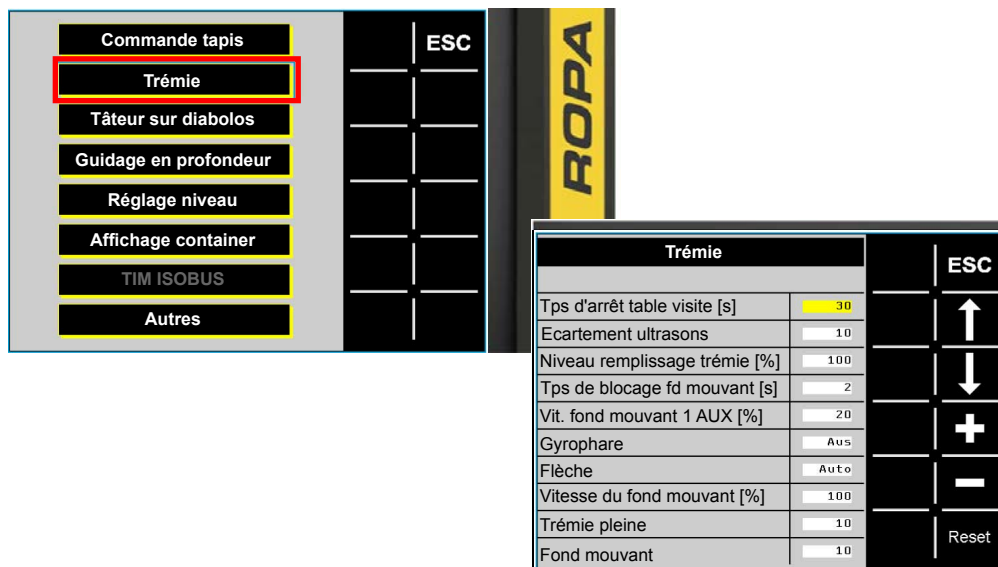 Commande tapis
ESC
Trémie
Tâteur sur diabolos
Guidage en profondeur
Réglage niveau
Affichage container
TIM ISOBUS
Autres
ROPA
Trémie
ESC
Tps d'arrêt table visite [s] 30
Ecartement ultrasons 10
Niveau remplissage trémie [%] 100
Tps de blocage fd mouvant [s] 2
Vit. fond mouvant 1 AUX [%] 20
Gyrophare Aus
Flèche Auto
Vitesse du fond mouvant [%] 100
Trémie pleine 10
Reset
Fond mouvant 10